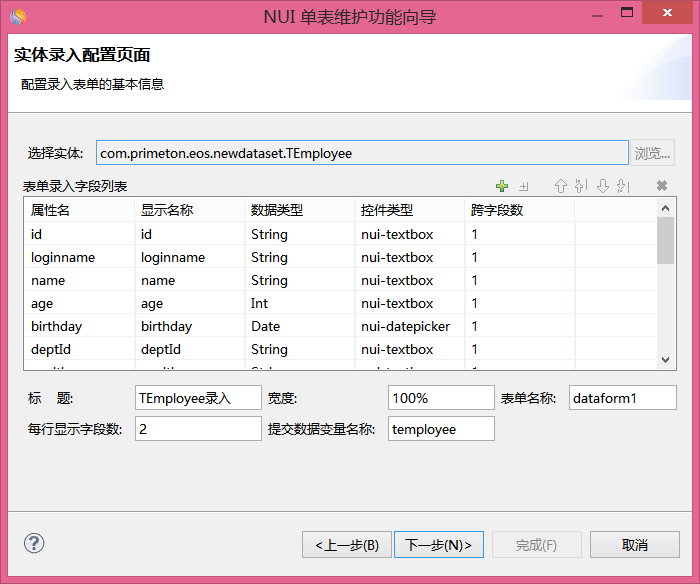 NUI 单表维护功能向导
实体录入配置页面
配置录入表单的基本信息
选择实体: com.primeton.eos.newdataset.TEmployee 浏览...
表单录入字段列表
属性名 显示名称 数据类型 控件类型 跨字段数
id id String nui-textbox 1
loginname loginname String nui-textbox 1
name name String nui-textbox 1
age age Int nui-textbox 1
birthday birthday Date nui-datepicker 1
deptId deptId String nui-textbox 1
标 题: TEmployee录入 宽度: 100% 表单名称: dataform1
每行显示字段数: 2 提交数据变量名称: temployee
<上一步(B) 下一步(N)> 完成(F) 取消